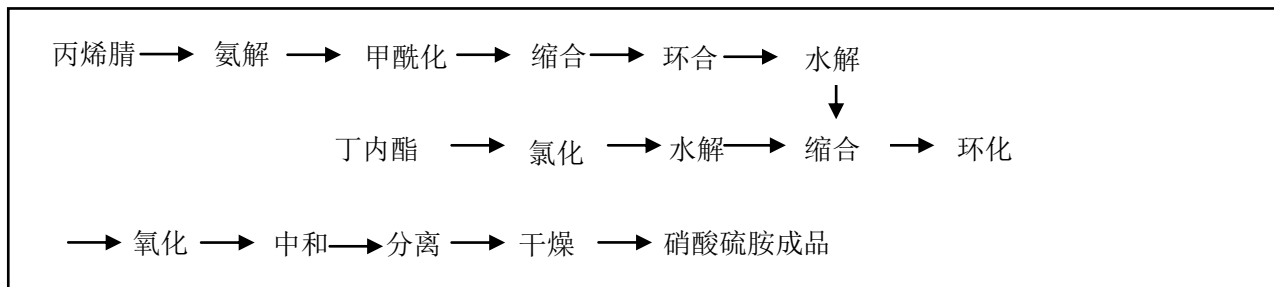 丙烯腈 氨解 甲酰化 缩合 环合 水解
丁内酯 氯化 水解 缩合 环化
氧化 中和 分离 干燥 硝酸硫胺成品